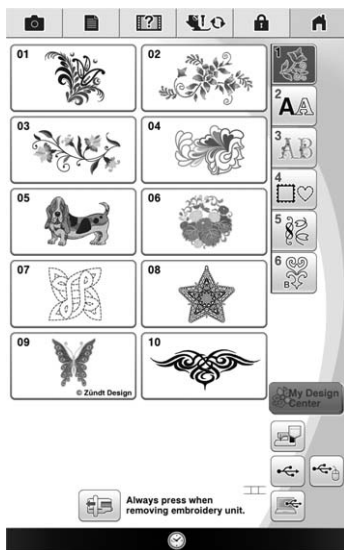 01
02
03
04
05
06
07
08
09
10
© Zündt Design
1
2
AA
3
AB
4
5
6
B
My Design
Center
Always press when
removing embroidery unit.